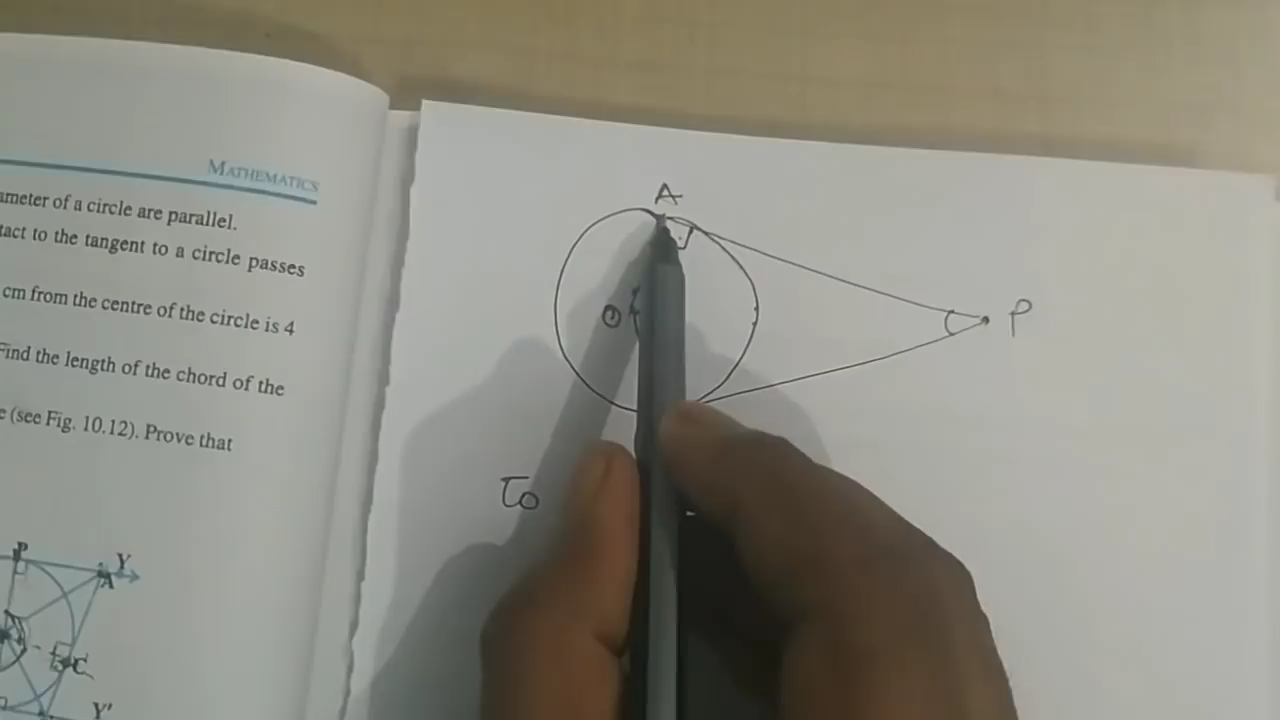 MATHEMATICS
ameter of a circle are parallel.
tact to the tangent to a circle passes
cm from the centre of the circle is 4
Find the length of the chord of the
e (see Fig. 10.12). Prove that
P
Y
A
C
Y'
A
O
P
To